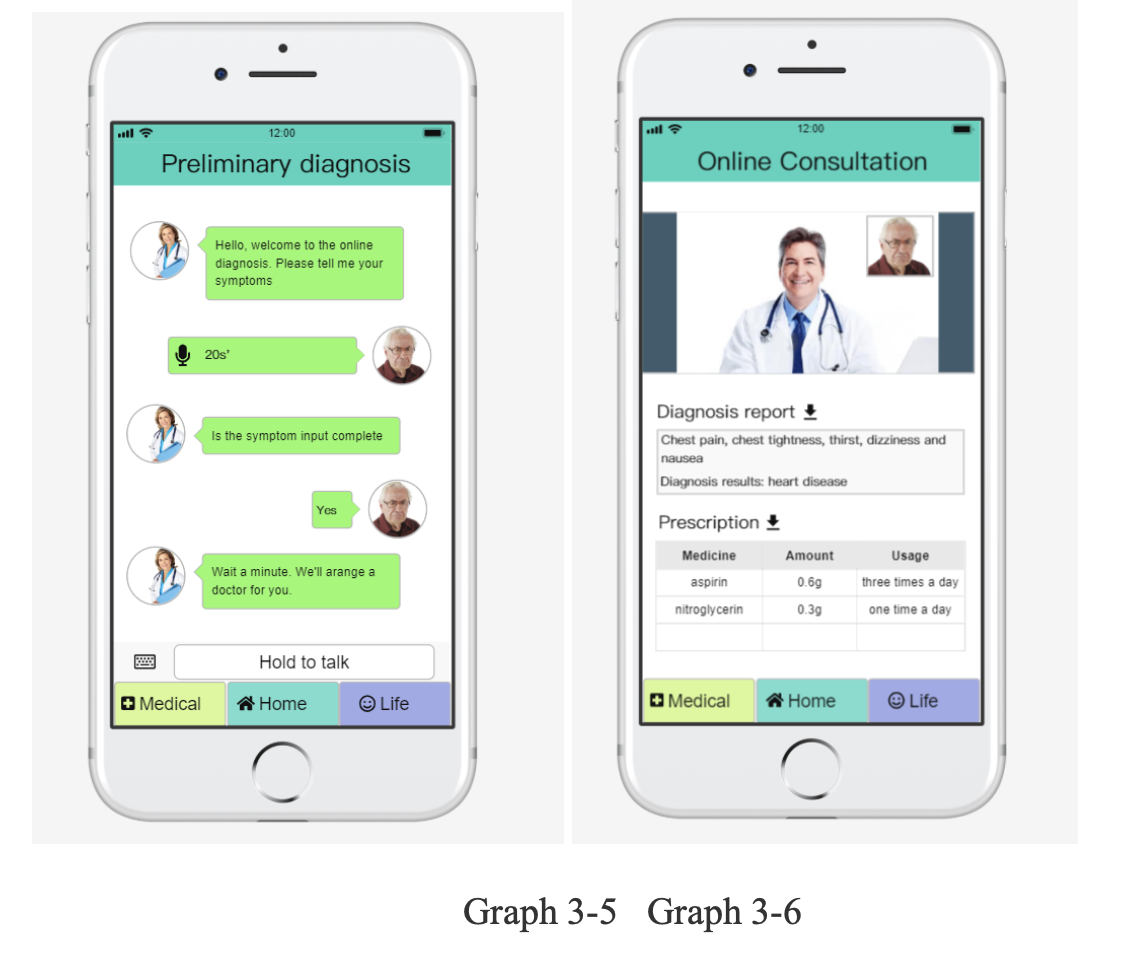 12:00
Preliminary diagnosis
Hello, welcome to the online
diagnosis. Please tell me your
symptoms
20s'
Is the symptom input complete
Yes
Wait a minute. We'll arange a
doctor for you.
Hold to talk
Medical
Home
Life
12:00
Online Consultation
Diagnosis report
Chest pain, chest tightness, thirst, dizziness and
nausea
Diagnosis results: heart disease
Prescription
Medicine Amount Usage
aspirin 0.6g three times a day
nitroglycerin 0.3g one time a day
Medical
Home
Life
Graph 3-5 Graph 3-6